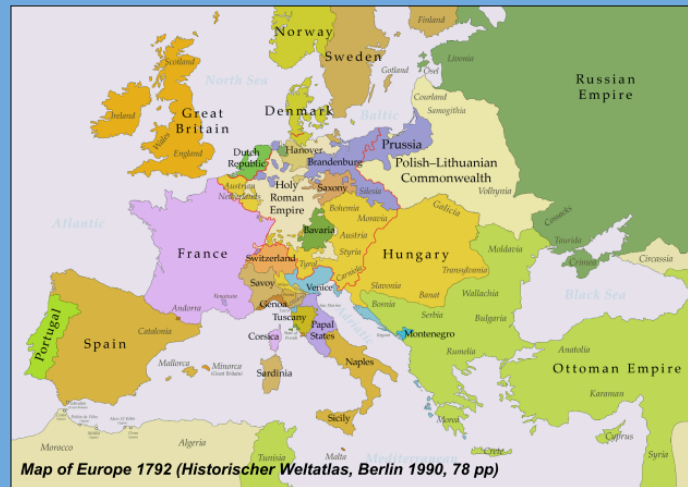 Norway
Finland
Sweden
Scotland
North Sea
Gotland
Ösel
Livonia
Russian
Empire
Courland
Samogithia
Ireland
Great
Britain
Denmark
Baltic
Wales
England
Dutch
Republic
Hanover
Prussia
Brandenburg
Polish–Lithuanian
Commonwealth
Austrian
Netherlands
Holy
Roman
Empire
Saxony
Silesia
Volhynia
Bohemia
Moravia
Galicia
Atlantic
Bavaria
Austria
Cossacks
France
Switzerland
Styria
Hungary
Moldavia
Taurida
Tyrol
Carniola
Transylvania
Crimea
Circassia
Savoy
Venice
Slavonia
Banat
Wallachia
Black Sea
Genoa
Bosnia
Serbia
Andorra
Tuscany
Papal
States
Adriatic
Bulgaria
Portugal
Spain
Catalonia
Corsica
Montenegro
Rumelia
Anatolia
Ottoman Empire
Mallorca
Minorca
(Great Britain)
Sardinia
Naples
Karaman
Sicily
Morea
Morocco
Algeria
Tunisia
Malta
Mediterranean
Crete
Cyprus
Syria
Map of Europe 1792 (Historischer Weltatlas, Berlin 1990, 78 pp)